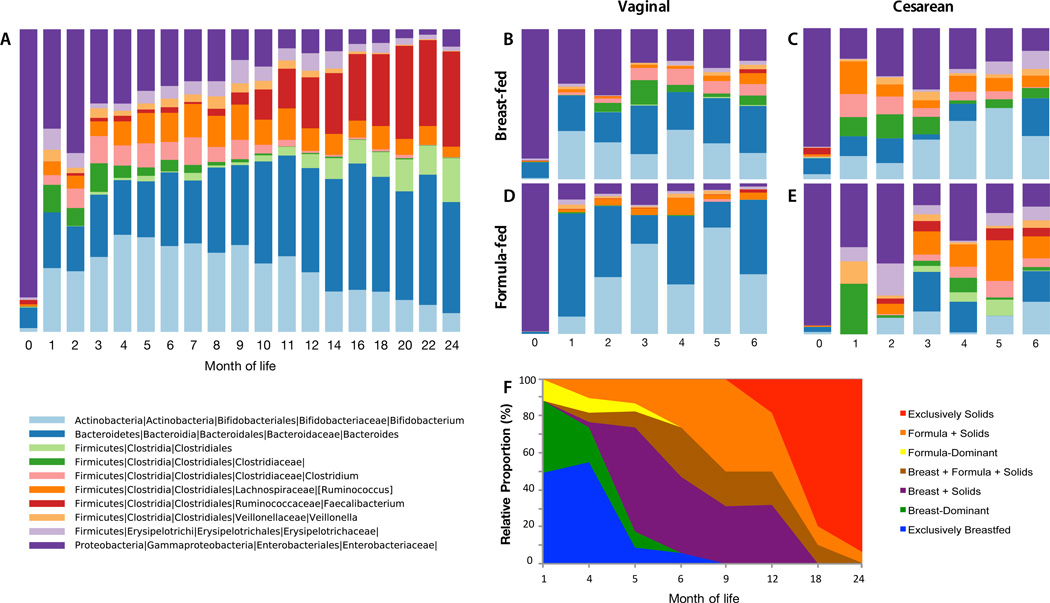 Vaginal
Cesarean
A
B
C
Breast-fed
D
E
Formula-fed
0 1 2 3 4 5 6 7 8 9 10 11 12 14 16 18 20 22 24
Month of life
0 1 2 3 4 5 6
0 1 2 3 4 5 6
Actinobacteria|Actinobacteria|Bifidobacteriales|Bifidobacteriaceae|Bifidobacterium
Bacteroidetes|Bacteroidia|Bacteroidales|Bacteroidaceae|Bacteroides
Firmicutes|Clostridia|Clostridiales|
Firmicutes|Clostridia|Clostridiales|Clostridiaceae|
Firmicutes|Clostridia|Clostridiales|Clostridiaceae|Clostridium
Firmicutes|Clostridia|Clostridiales|Lachnospiraceae|[Ruminococcus]
Firmicutes|Clostridia|Clostridiales|Ruminococcaceae|Faecalibacterium
Firmicutes|Clostridia|Clostridiales|Veillonellaceae|Veillonella
Firmicutes|Erysipelotrichi|Erysipelotrichales|Erysipelotrichaceae|
Proteobacteria|Gammaproteobacteria|Enterobacteriales|Enterobacteriaceae|
F
Relative Proportion (%)
100
80
60
40
20
0
1 4 5 6 9 12 18 24
Month of life
Exclusively Solids
Formula + Solids
Formula-Dominant
Breast + Formula + Solids
Breast + Solids
Breast-Dominant
Exclusively Breastfed